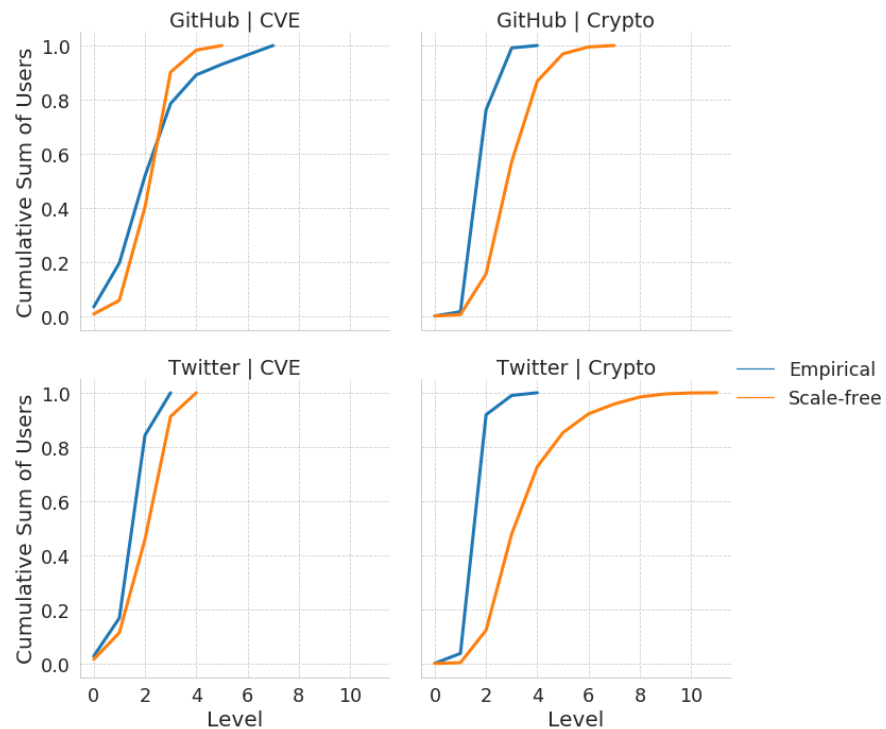 GitHub | CVE
GitHub | Crypto
Cumulative Sum of Users
1.0
0.8
0.6
0.4
0.2
0.0
Twitter | CVE
Twitter | Crypto
Empirical
Scale-free
Cumulative Sum of Users
1.0
0.8
0.6
0.4
0.2
0.0
0 2 4 6 8 10
0 2 4 6 8 10
Level
Level